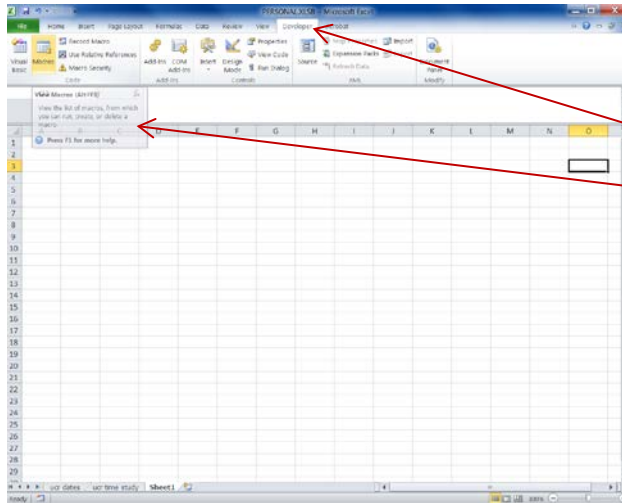 PERSONAL.XLSB - Microsoft Excel
File Home Insert Page Layout Formulas Data Review View Developer Acrobat
Record Macro Properties Import
Use Relative References View Code Expansion Packs
Macro Security Run Dialog Refresh Data
Visual Basic Macros Add-Ins COM Add-Ins Insert Design Mode Source Document Panel
Code Add-Ins Controls XML Modify
View Macros (Alt+F8)
View the list of macros, from which
you can run, create, or delete a
macro.
Press F1 for more help.
E F G H I J K L M N O
1
2
3
4
5
6
7
8
9
10
11
12
13
14
15
16
17
18
19
20
21
22
23
24
25
26
27
28
29
ucr dates ucr time study Sheet1
Ready